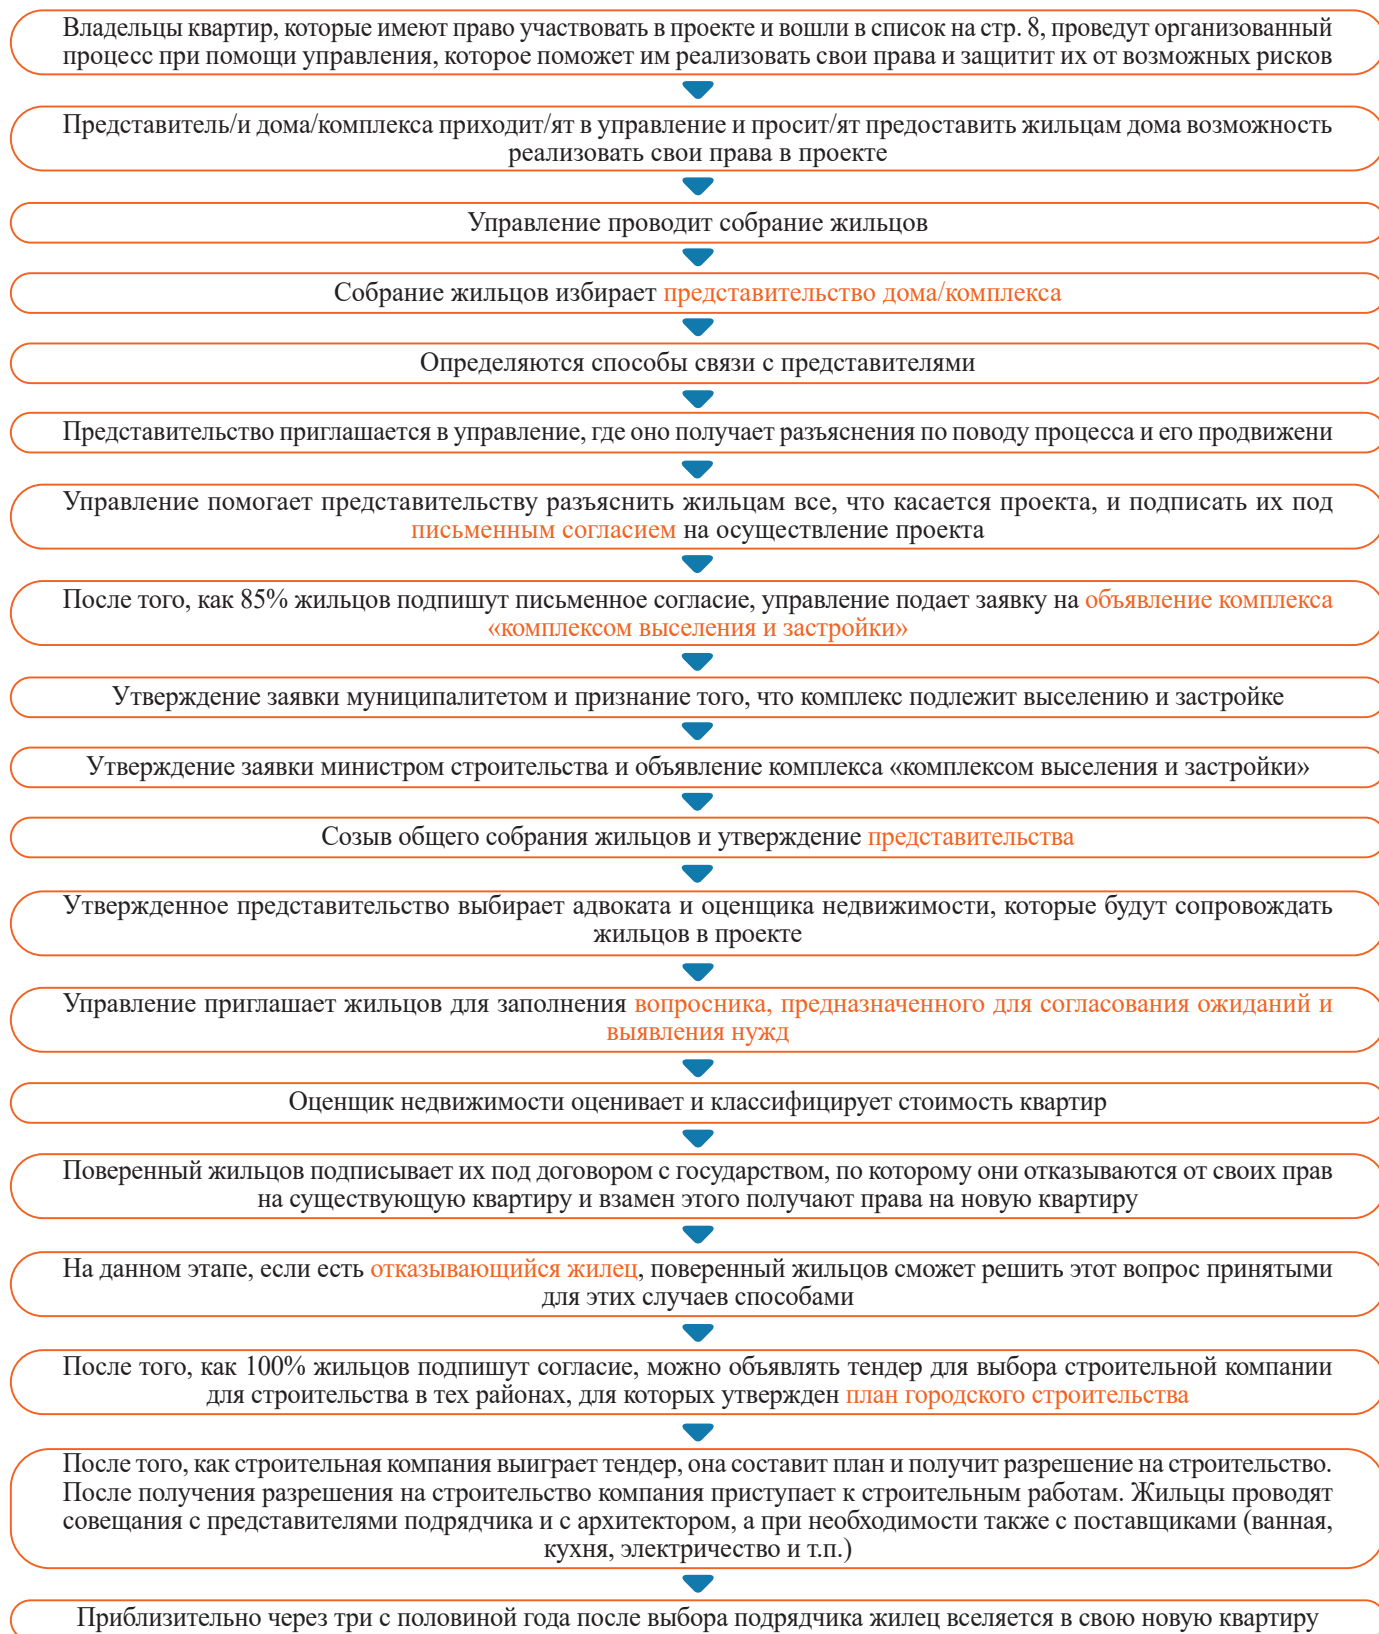 Владельцы квартир, которые имеют право участвовать в проекте и вошли в список на стр. 8, проведут организованный
процесс при помощи управления, которое поможет им реализовать свои права и защитит их от возможных рисков
Представитель/и дома/комплекса приходит/ят в управление и просит/ят предоставить жильцам дома возможность
реализовать свои права в проекте
Управление проводит собрание жильцов
Собрание жильцов избирает представительство дома/комплекса
Определяются способы связи с представителями
Представительство приглашается в управление, где оно получает разъяснения по поводу процесса и его продвижени
Управление помогает представительству разъяснить жильцам все, что касается проекта, и подписать их под
письменным согласием на осуществление проекта
После того, как 85% жильцов подпишут письменное согласие, управление подает заявку на объявление комплекса
«комплексом выселения и застройки»
Утверждение заявки муниципалитетом и признание того, что комплекс подлежит выселению и застройке
Утверждение заявки министром строительства и объявление комплекса «комплексом выселения и застройки»
Созыв общего собрания жильцов и утверждение представительства
Утвержденное представительство выбирает адвоката и оценщика недвижимости, которые будут сопровождать
жильцов в проекте
Управление приглашает жильцов для заполнения вопросника, предназначенного для согласования ожиданий и
выявления нужд
Оценщик недвижимости оценивает и классифицирует стоимость квартир
Поверенный жильцов подписывает их под договором с государством, по которому они отказываются от своих прав
на существующую квартиру и взамен этого получают права на новую квартиру
На данном этапе, если есть отказывающийся жилец, поверенный жильцов сможет решить этот вопрос принятыми
для этих случаев способами
После того, как 100% жильцов подпишут согласие, можно объявлять тендер для выбора строительной компании
для строительства в тех районах, для которых утвержден план городского строительства
После того, как строительная компания выиграет тендер, она составит план и получит разрешение на строительство.
После получения разрешения на строительство компания приступает к строительным работам. Жильцы проводят
совещания с представителями подрядчика и с архитектором, а при необходимости также с поставщиками (ванная,
кухня, электричество и т.п.)
Приблизительно через три с половиной года после выбора подрядчика жилец вселяется в свою новую квартиру